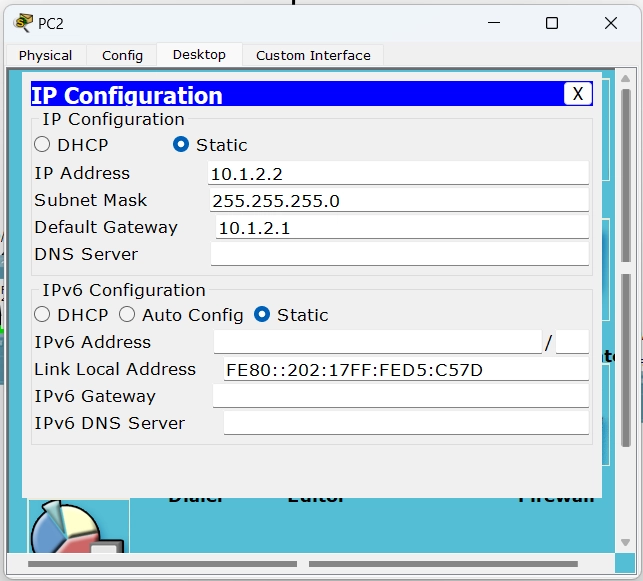 PC2
Physical Config Desktop Custom Interface
IP Configuration X
IP Configuration
DHCP Static
IP Address 10.1.2.2
Subnet Mask 255.255.255.0
Default Gateway 10.1.2.1
DNS Server
IPv6 Configuration
DHCP Auto Config Static
IPv6 Address /
Link Local Address FE80::202:17FF:FED5:C57D
IPv6 Gateway
IPv6 DNS Server
Dialer Editor Firewall